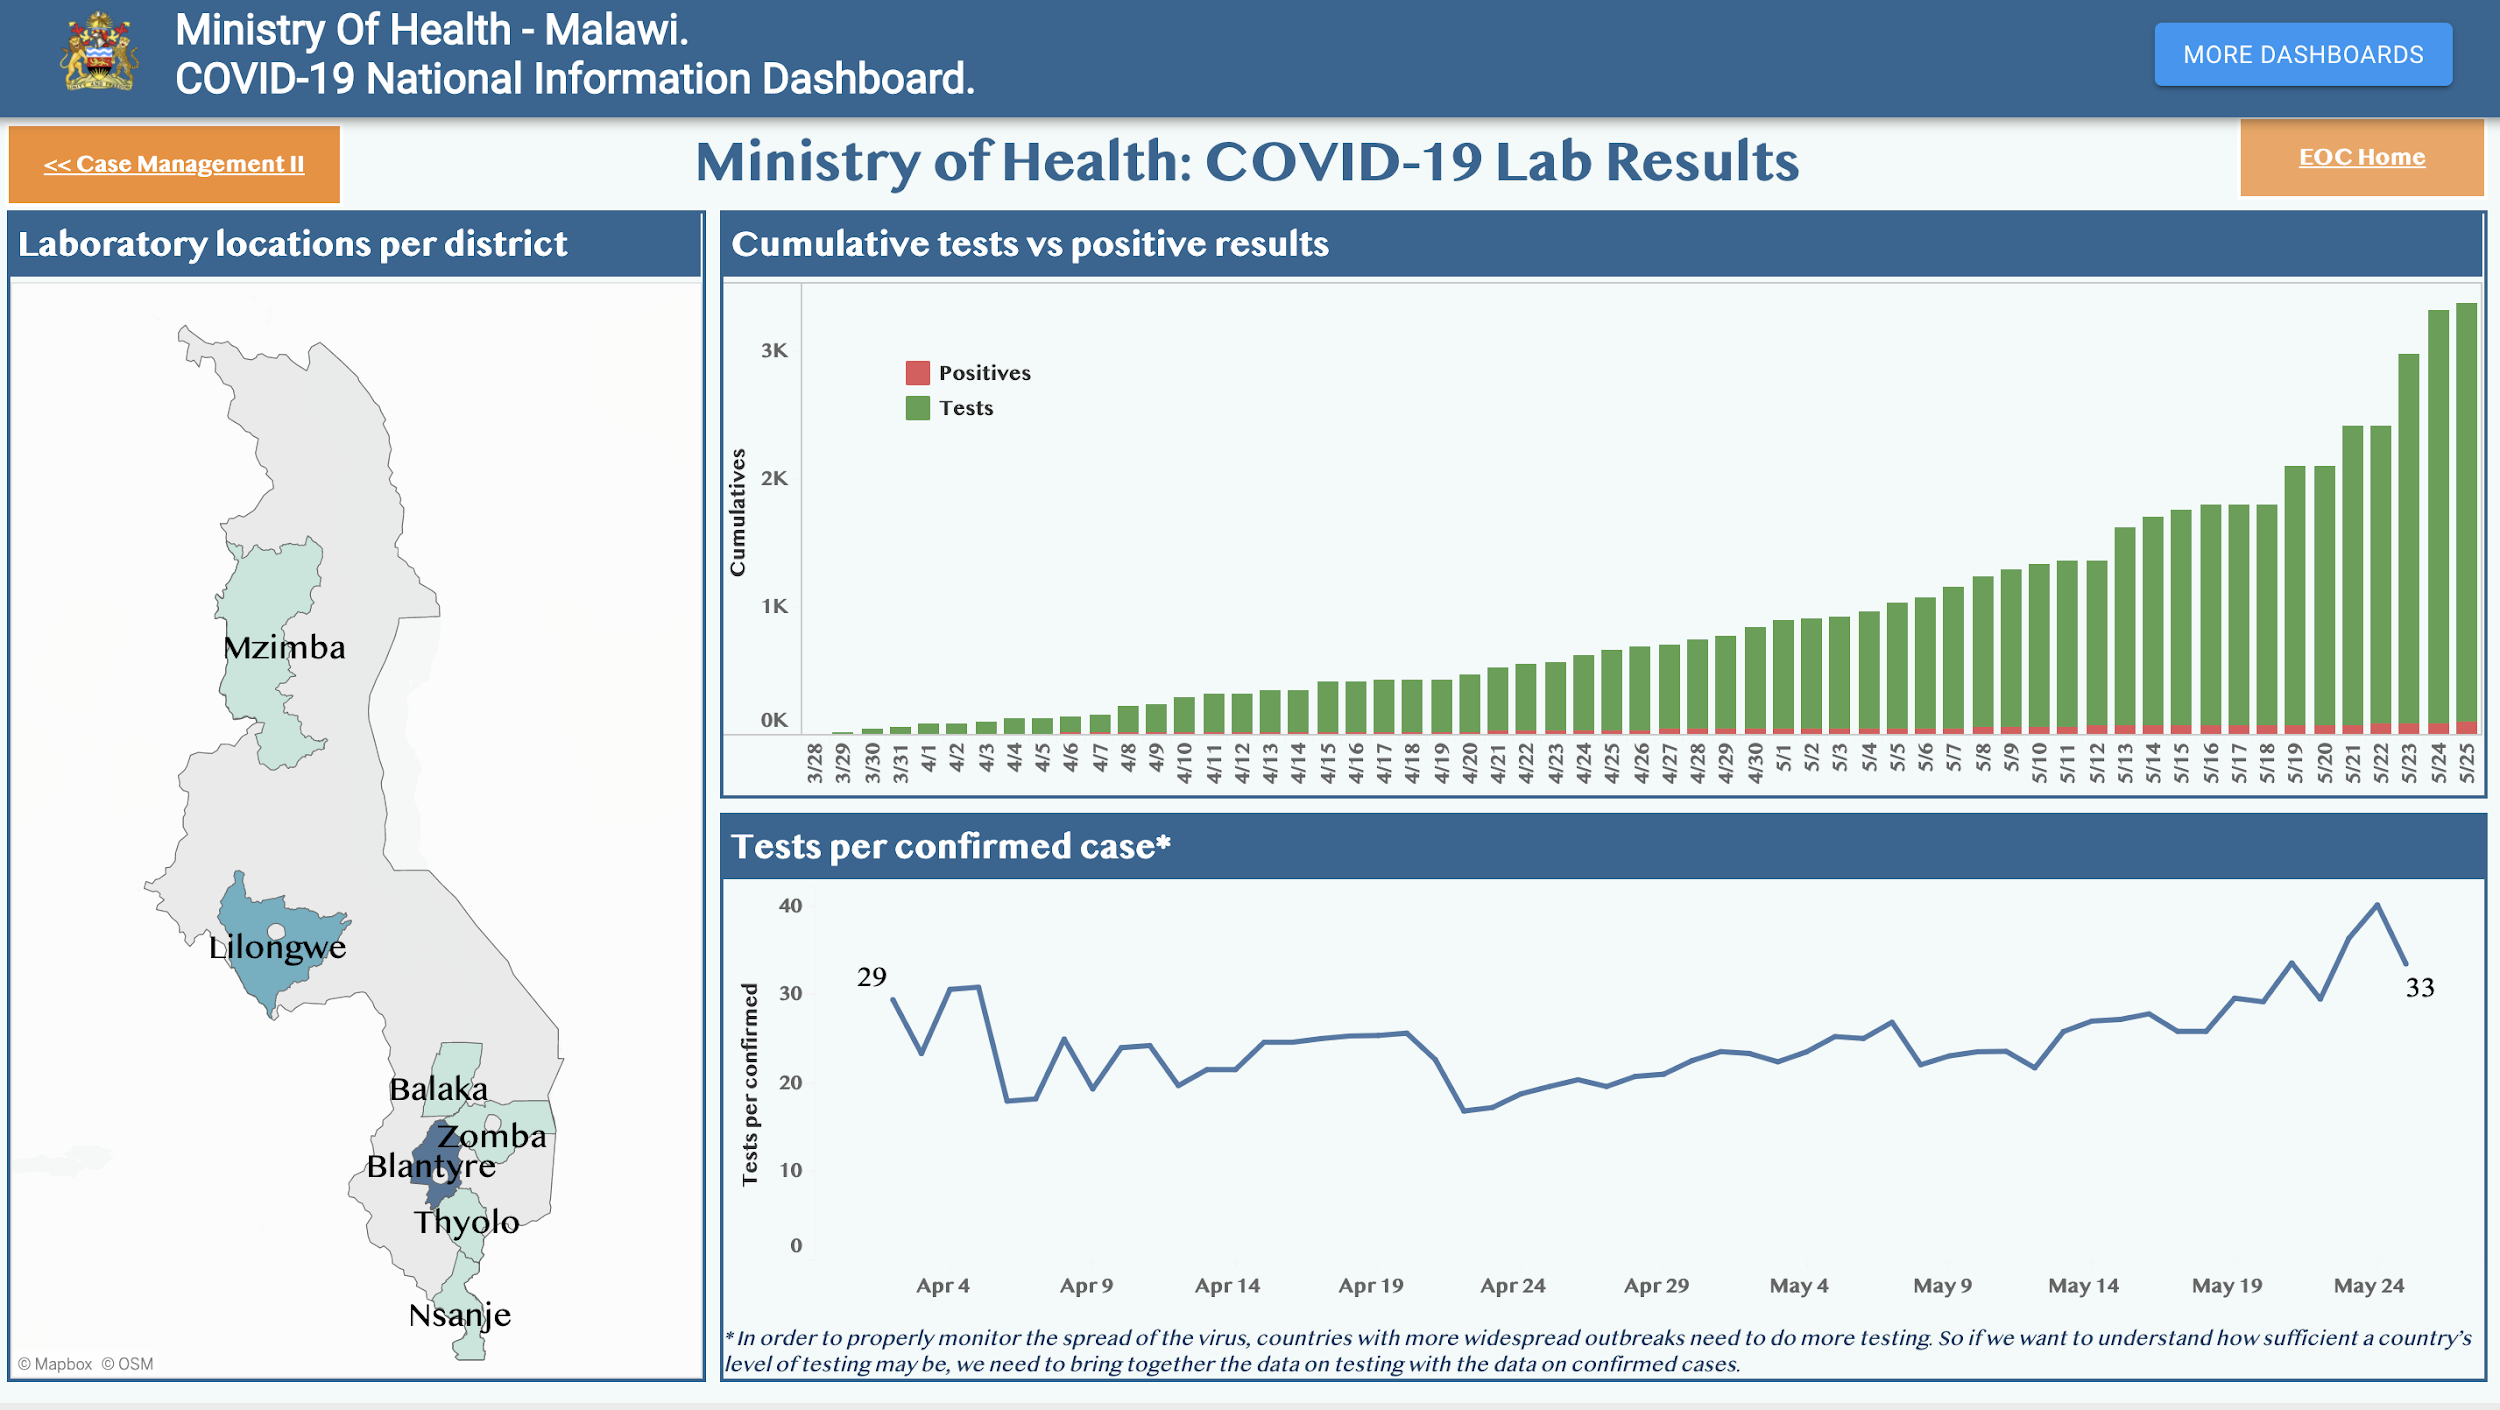 Ministry Of Health - Malawi.
COVID-19 National Information Dashboard.
MORE DASHBOARDS
<< Case Management II
Ministry of Health: COVID-19 Lab Results
EOC Home
Laboratory locations per district
Mzimba
Lilongwe
Balaka
Zomba
Blantyre
Thyolo
Nsanje
© Mapbox © OSM
Cumulative tests vs positive results
Positives
Tests
Cumulatives
3K
2K
1K
0K
3/28
3/29
3/30
3/31
4/1
4/2
4/3
4/4
4/5
4/6
4/7
4/8
4/9
4/10
4/11
4/12
4/13
4/14
4/15
4/16
4/17
4/18
4/19
4/20
4/21
4/22
4/23
4/24
4/25
4/26
4/27
4/28
4/29
4/30
5/1
5/2
5/3
5/4
5/5
5/6
5/7
5/8
5/9
5/10
5/11
5/12
5/13
5/14
5/15
5/16
5/17
5/18
5/19
5/20
5/21
5/22
5/23
5/24
5/25
Tests per confirmed case*
Tests per confirmed
40
30
20
10
0
29
33
Apr 4
Apr 9
Apr 14
Apr 19
Apr 24
Apr 29
May 4
May 9
May 14
May 19
May 24
* In order to properly monitor the spread of the virus, countries with more widespread outbreaks need to do more testing. So if we want to understand how sufficient a country's
level of testing may be, we need to bring together the data on testing with the data on confirmed cases.